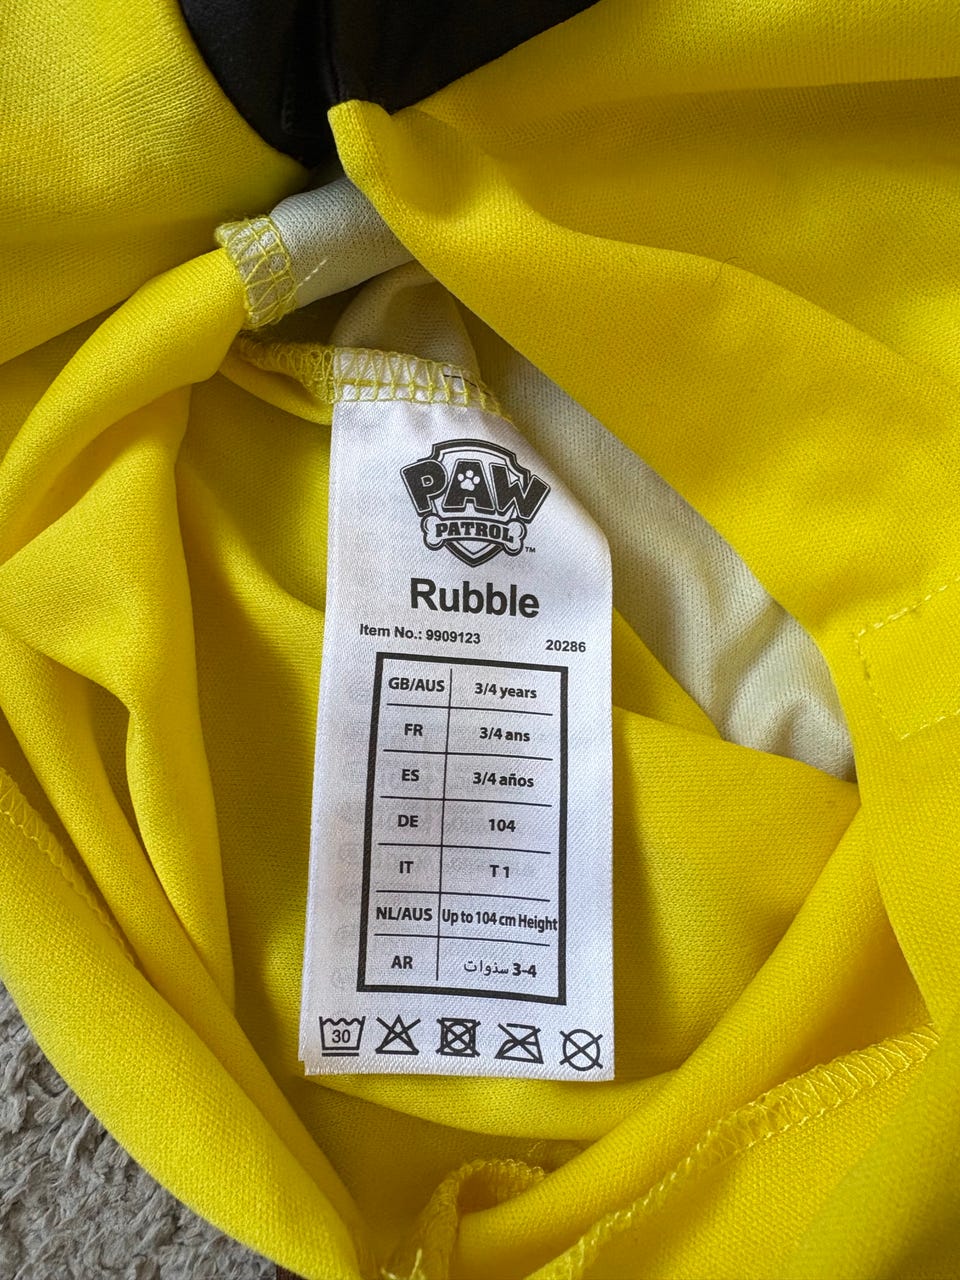 PAW
PATROL™
Rubble
Item No.: 9909123 20286
GB/AUS 3/4 years
FR 3/4 ans
ES 3/4 años
DE 104
IT T 1
NL/AUS Up to 104 cm Height
AR 3-4 سنوات
30